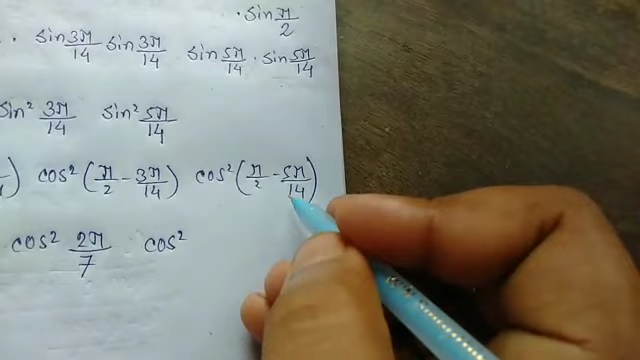 · sin π/2
· sin 3π/14 sin 3π/14 sin 5π/14 · sin 5π/14
sin² 3π/14 sin² 5π/14
) cos² (π/2 - 3π/14) cos² (π/2 - 5π/14)
cos² 2π/7 cos²